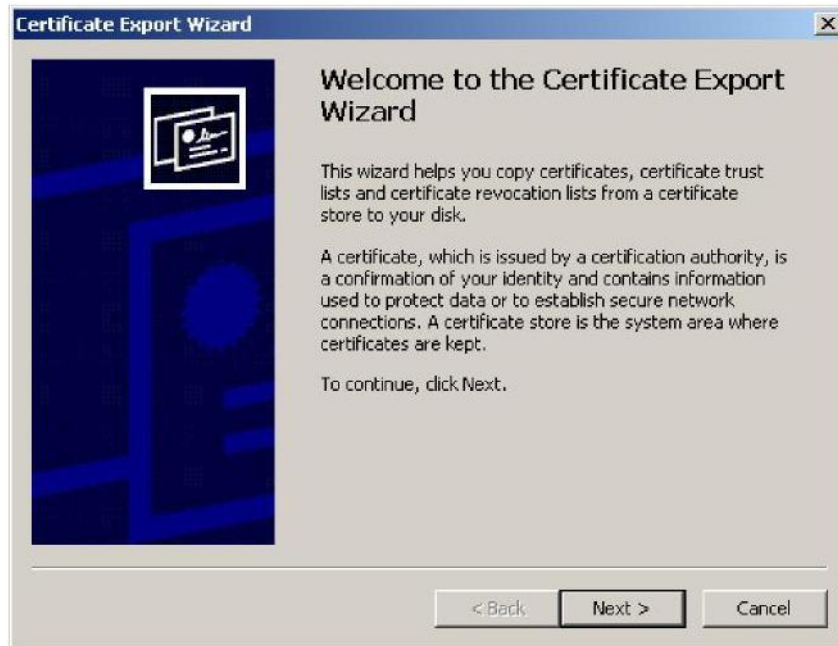 Certificate Export Wizard
Welcome to the Certificate Export
Wizard
This wizard helps you copy certificates, certificate trust
lists and certificate revocation lists from a certificate
store to your disk.
A certificate, which is issued by a certification authority, is
a confirmation of your identity and contains information
used to protect data or to establish secure network
connections. A certificate store is the system area where
certificates are kept.
To continue, click Next.
< Back
Next >
Cancel